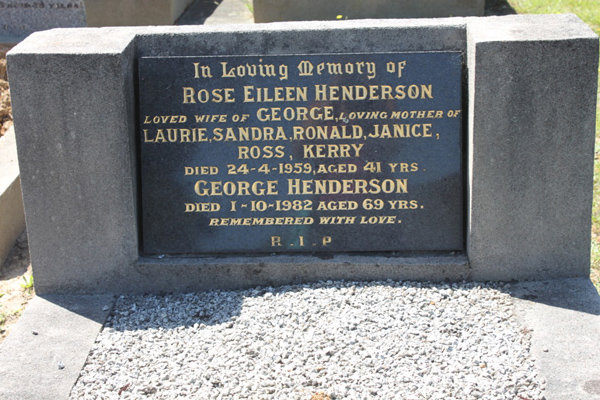 In Loving Memory of
ROSE EILEEN HENDERSON
LOVED WIFE OF GEORGE, LOVING MOTHER OF
LAURIE, SANDRA, RONALD, JANICE,
ROSS, KERRY
DIED 24-4-1959, AGED 41 YRS.
GEORGE HENDERSON
DIED 1-10-1982 AGED 69 YRS.
REMEMBERED WITH LOVE.
R.I.P